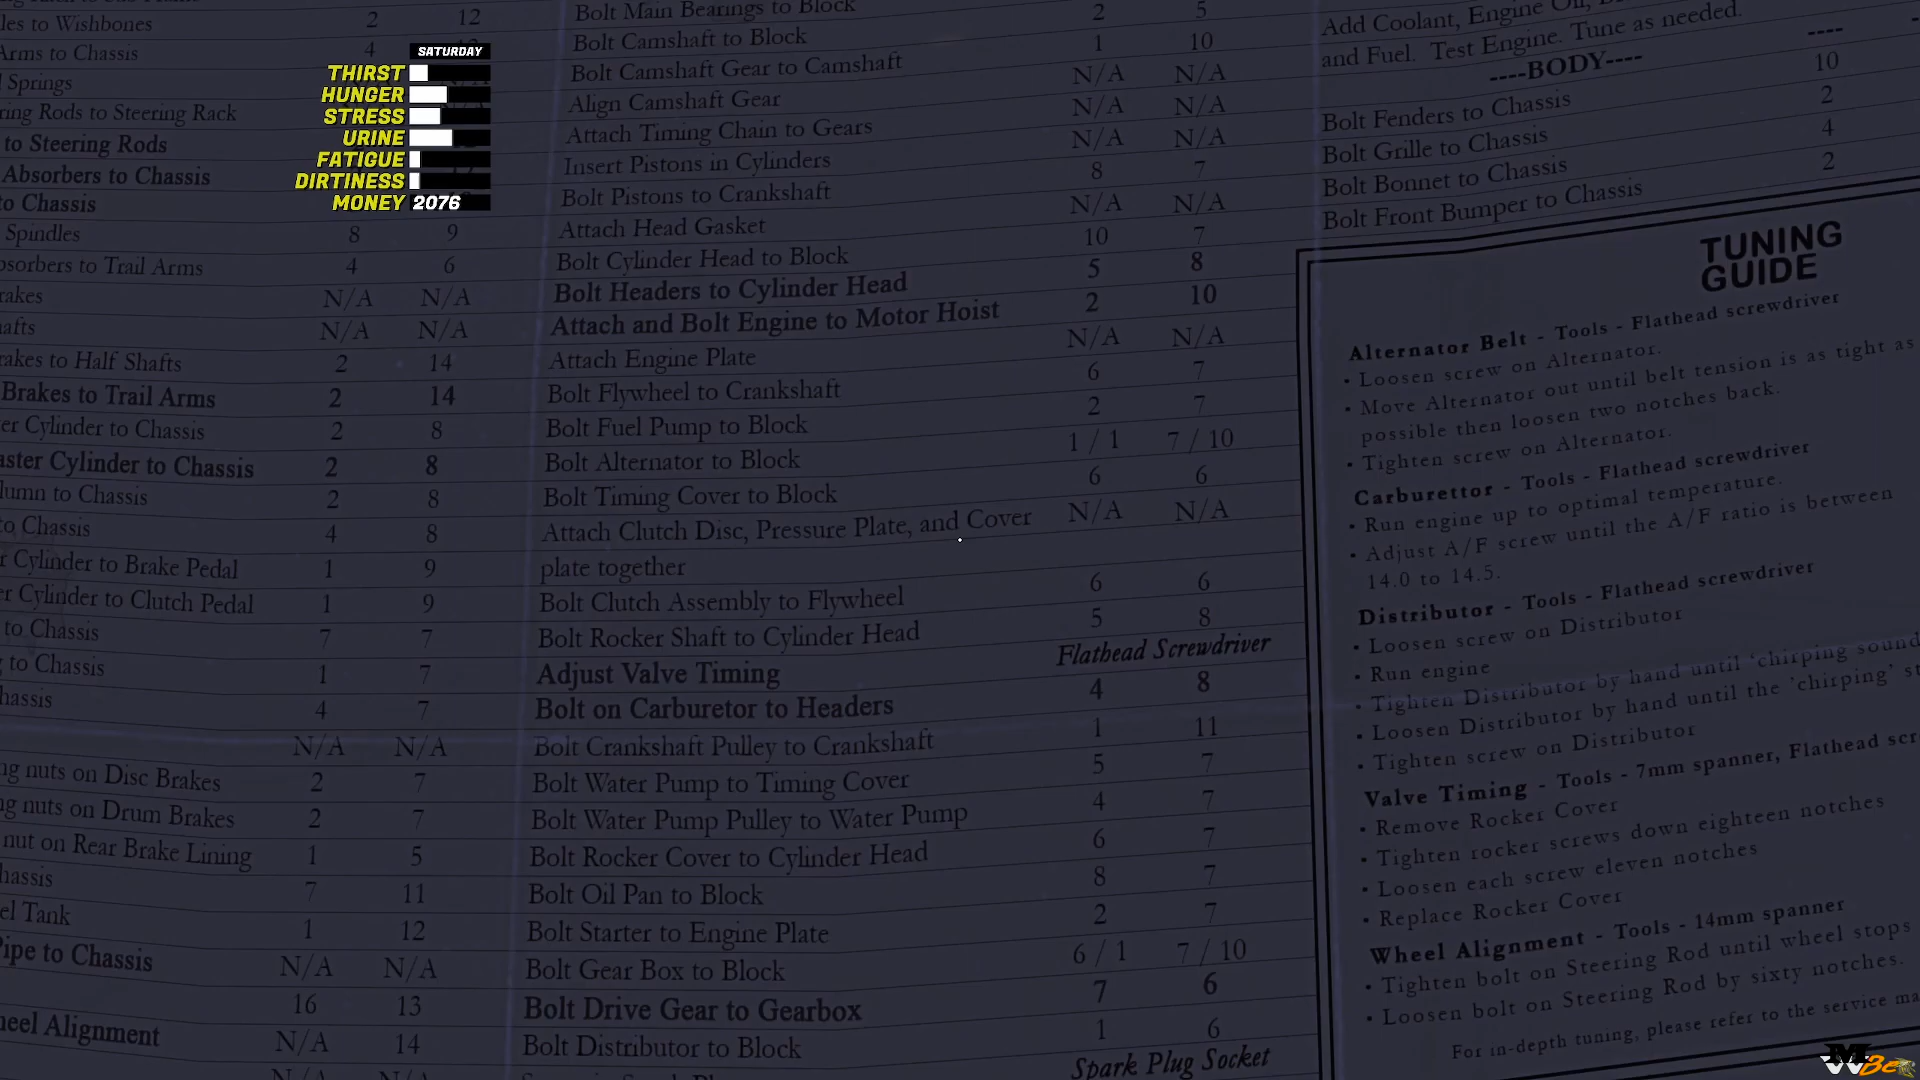 les to Wishbones 2 12
Arms to Chassis 4
Springs
ring Rods to Steering Rack
to Steering Rods
Absorbers to Chassis
to Chassis
Spindles 8 9
bsorbers to Trail Arms 4 6
rakes N/A N/A
hafts N/A N/A
rakes to Half Shafts 2 14
Brakes to Trail Arms 2 14
er Cylinder to Chassis 2 8
aster Cylinder to Chassis 2 8
lumn to Chassis 2 8
to Chassis 4 8
r Cylinder to Brake Pedal 1 9
er Cylinder to Clutch Pedal 1 9
to Chassis 7 7
g to Chassis 1 7
hassis 4 7
N/A N/A
ng nuts on Disc Brakes 2 7
ng nuts on Drum Brakes 2 7
nut on Rear Brake Lining 1 5
hassis 7 11
el Tank 1 12
Pipe to Chassis N/A N/A
16 13
heel Alignment N/A 14
SATURDAY
THIRST
HUNGER
STRESS
URINE
FATIGUE
DIRTINESS
MONEY 2076
Bolt Main Bearings to Block 2 5
Bolt Camshaft to Block 1 10
Bolt Camshaft Gear to Camshaft N/A N/A
Align Camshaft Gear N/A N/A
Attach Timing Chain to Gears N/A N/A
Insert Pistons in Cylinders 8 7
Bolt Pistons to Crankshaft N/A N/A
Attach Head Gasket 10 7
Bolt Cylinder Head to Block 5 8
Bolt Headers to Cylinder Head 2 10
Attach and Bolt Engine to Motor Hoist N/A N/A
Attach Engine Plate 6 7
Bolt Flywheel to Crankshaft 2 7
Bolt Fuel Pump to Block 1 / 1 7 / 10
Bolt Alternator to Block 6 6
Bolt Timing Cover to Block N/A N/A
Attach Clutch Disc, Pressure Plate, and Cover
plate together 6 6
Bolt Clutch Assembly to Flywheel 5 8
Bolt Rocker Shaft to Cylinder Head Flathead Screwdriver
Adjust Valve Timing 4 8
Bolt on Carburetor to Headers 1 11
Bolt Crankshaft Pulley to Crankshaft 5 7
Bolt Water Pump to Timing Cover 4 7
Bolt Water Pump Pulley to Water Pump 6 7
Bolt Rocker Cover to Cylinder Head 8 7
Bolt Oil Pan to Block 2 7
Bolt Starter to Engine Plate 6 / 1 7 / 10
Bolt Gear Box to Block 7 6
Bolt Drive Gear to Gearbox 1 6
Bolt Distributor to Block Spark Plug Socket
Add Coolant, Engine Oil,
and Fuel. Test Engine. Tune as needed. ----
----BODY---- 10
Bolt Fenders to Chassis 2
Bolt Grille to Chassis 4
Bolt Bonnet to Chassis 2
Bolt Front Bumper to Chassis
TUNING
GUIDE
Alternator Belt - Tools - Flathead screwdriver
• Loosen screw on Alternator.
• Move Alternator out until belt tension is as tight as
possible then loosen two notches back.
• Tighten screw on Alternator.
Carburettor - Tools - Flathead screwdriver
• Run engine up to optimal temperature.
• Adjust A/F screw until the A/F ratio is between
14.0 to 14.5.
Distributor - Tools - Flathead screwdriver
• Loosen screw on Distributor
• Run engine
• Tighten Distributor by hand until 'chirping sound
• Loosen Distributor by hand until the 'chirping' st
• Tighten screw on Distributor
Valve Timing - Tools - 7mm spanner, Flathead scr
• Remove Rocker Cover
• Tighten rocker screws down eighteen notches
• Loosen each screw eleven notches
• Replace Rocker Cover
Wheel Alignment - Tools - 14mm spanner
• Tighten bolt on Steering Rod until wheel stops
• Loosen bolt on Steering Rod by sixty notches.
For in-depth tuning, please refer to the service ma